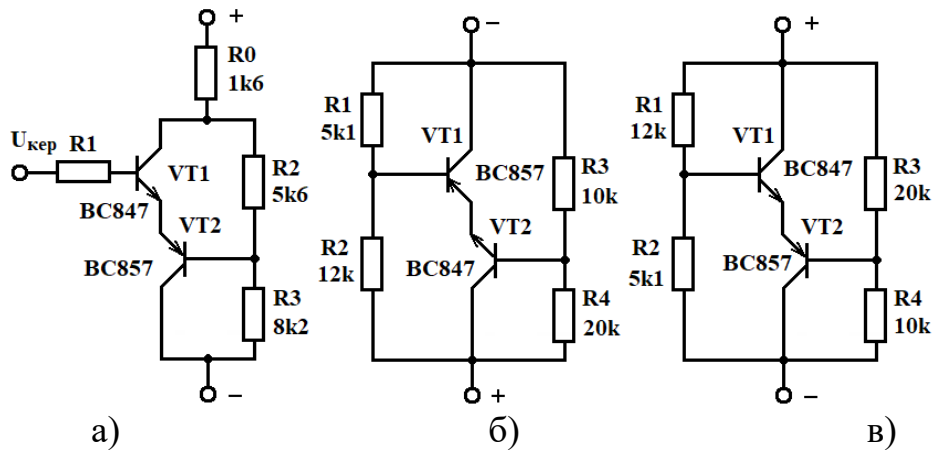 +
R0
1k6
Uкер R1
VT1
R2
5k6
BC847
VT2
BC857
R3
8k2
−
а)
−
R1
5k1
VT1
BC857
R3
10k
R2
12k
VT2
BC847
R4
20k
+
б)
+
R1
12k
VT1
BC847
R3
20k
R2
5k1
VT2
BC857
R4
10k
−
в)